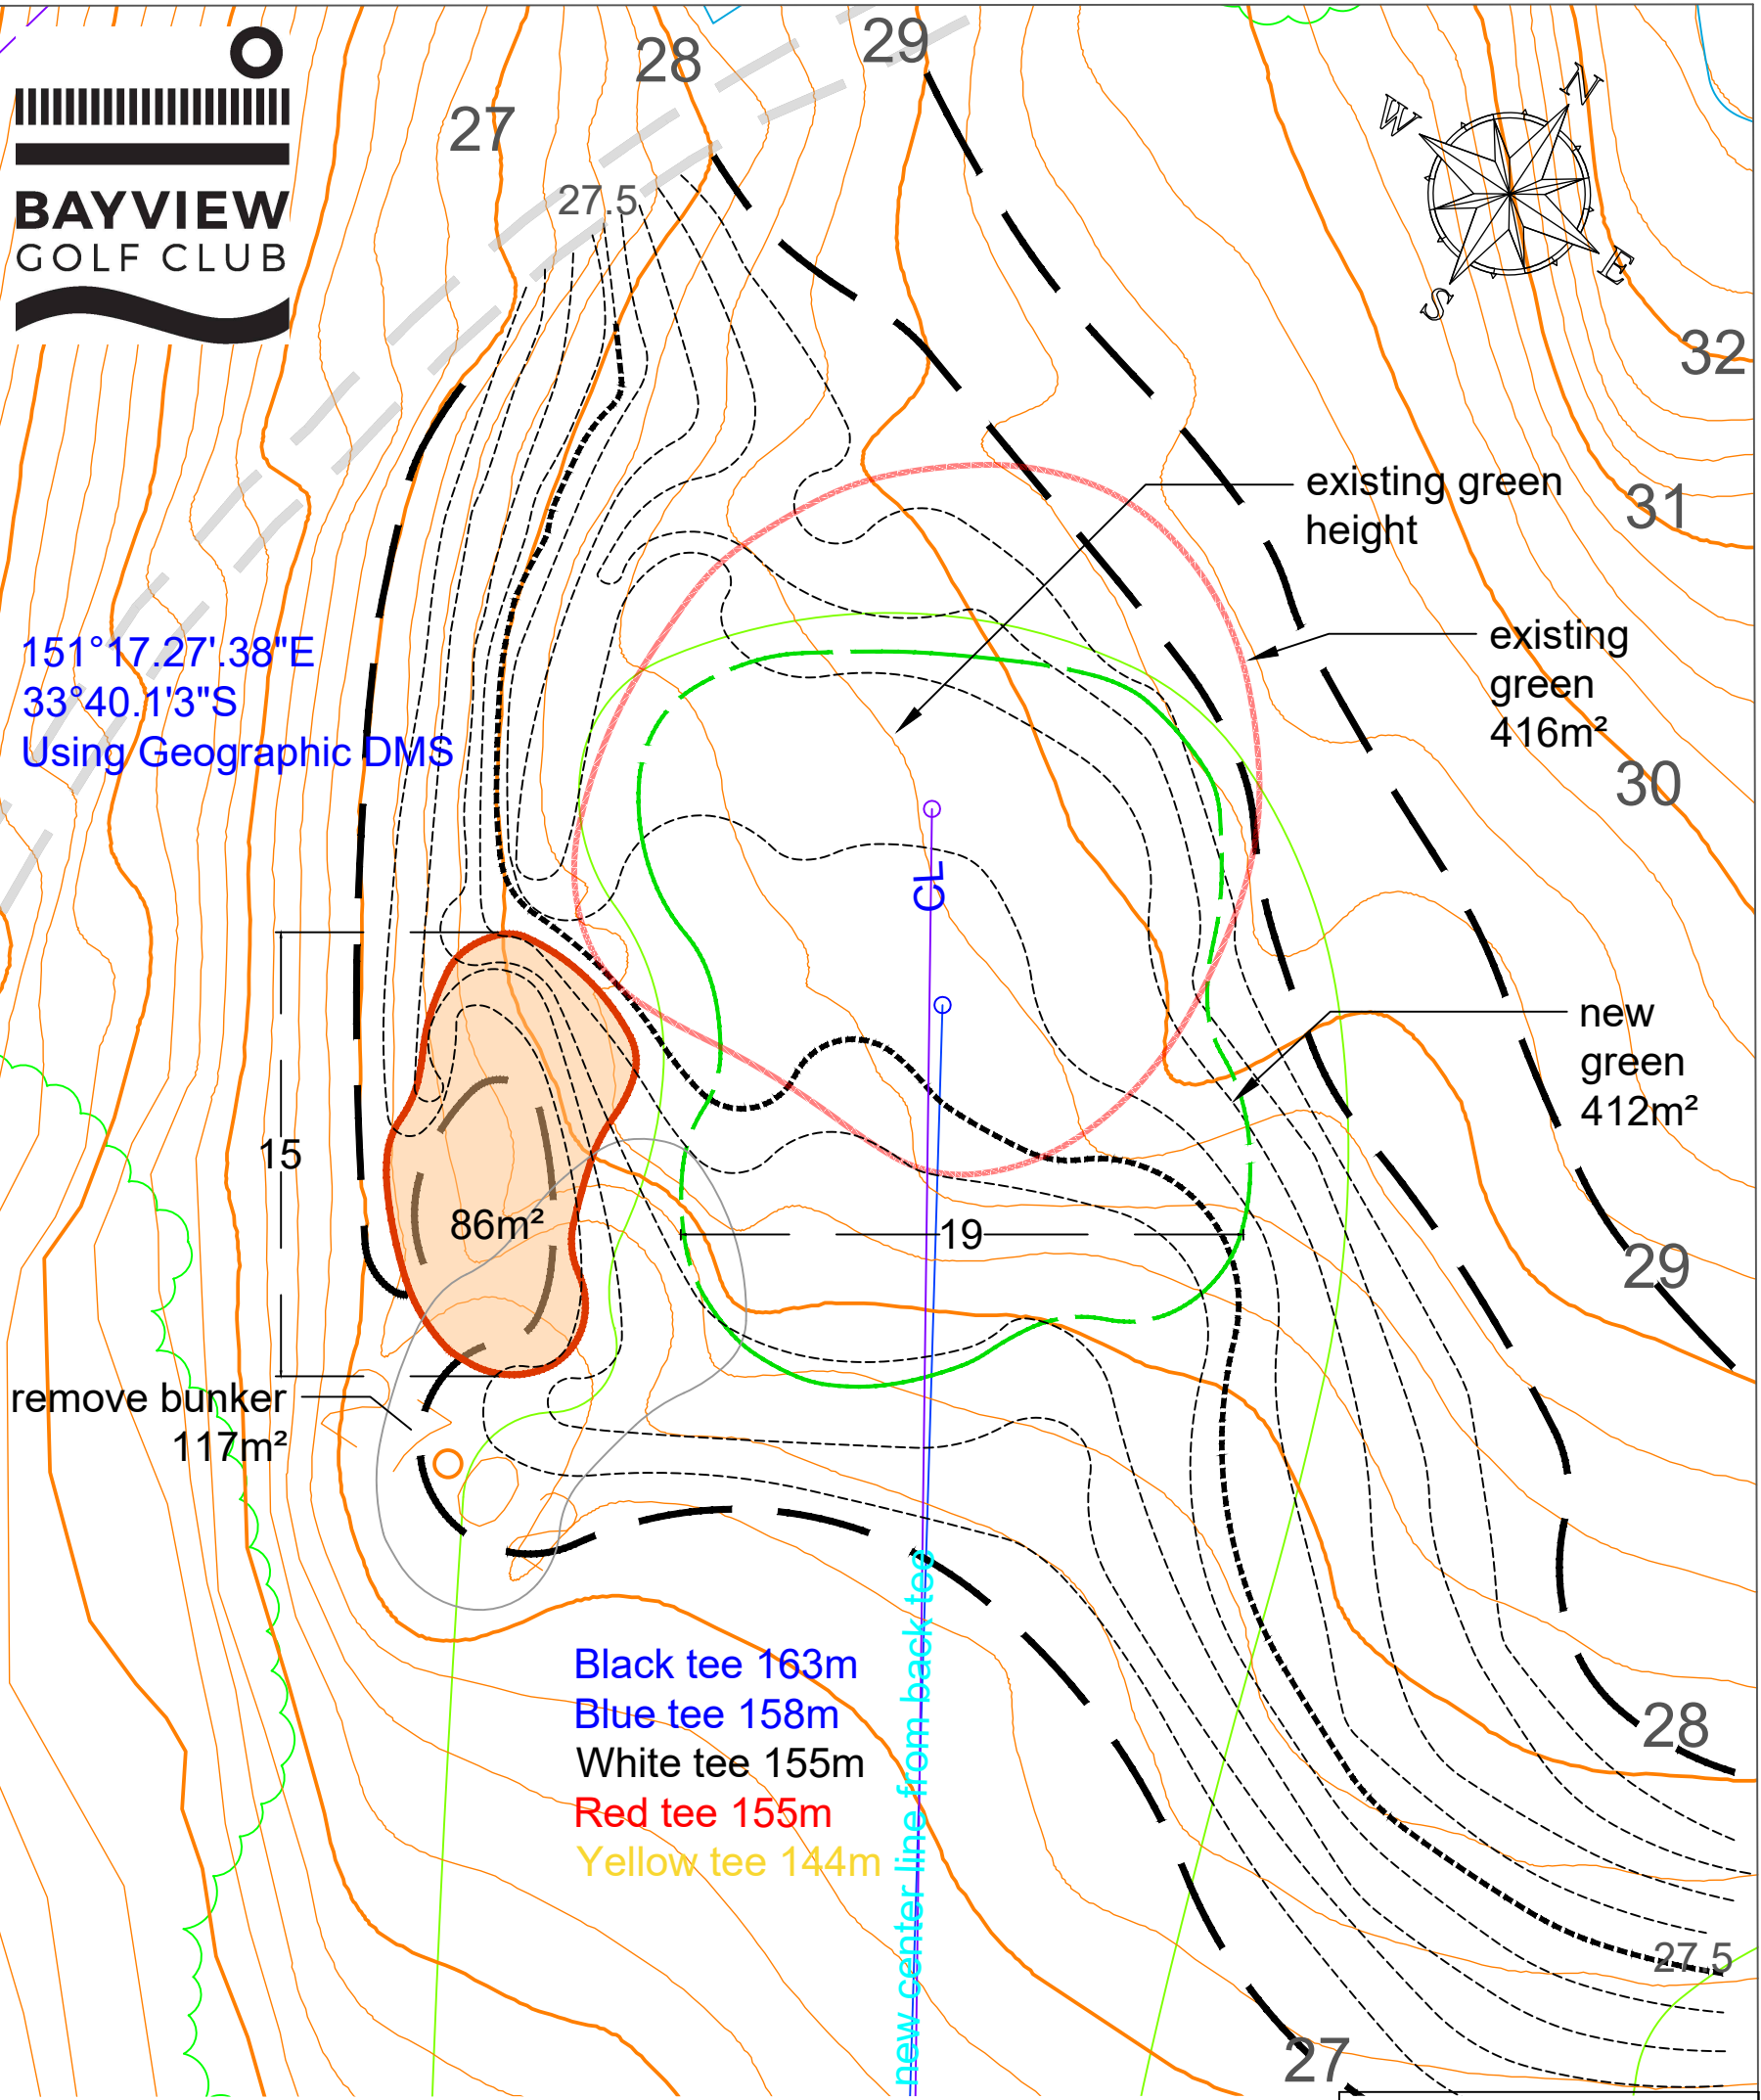 BAYVIEW
GOLF CLUB
27
28
29
27.5
N
W
E
S
32
31
30
29
28
27.5
27
existing green
height
existing
green
416m²
151°17.27'.38"E
33°40.1'3"S
Using Geographic DMS
CL
new
green
412m²
15
86m²
19
remove bunker
117m²
Black tee 163m
Blue tee 158m
White tee 155m
Red tee 155m
Yellow tee 144m
new center line from back tee